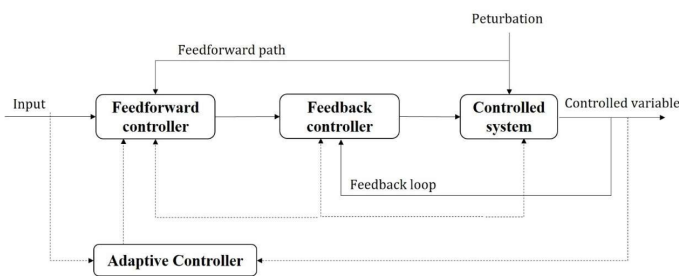 Peturbation
Feedforward path
Input
Feedforward
controller
Feedback
controller
Controlled
system
Controlled variable
Feedback loop
Adaptive Controller